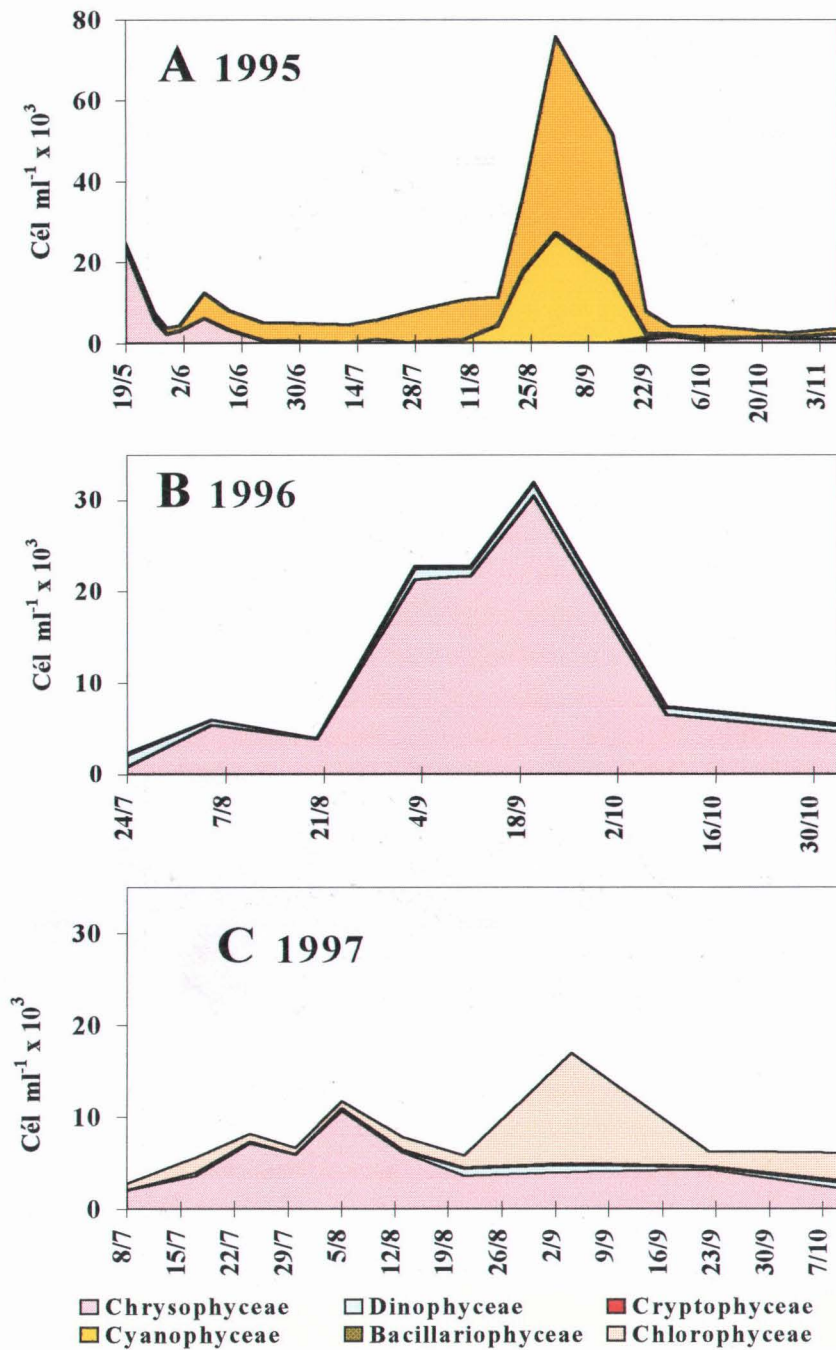 A 1995
Cél ml⁻¹ x 10³
80
60
40
20
0
19/5 2/6 16/6 30/6 14/7 28/7 11/8 25/8 8/9 22/9 6/10 20/10 3/11
B 1996
Cél ml⁻¹ x 10³
30
20
10
0
24/7 7/8 21/8 4/9 18/9 2/10 16/10 30/10
C 1997
Cél ml⁻¹ x 10³
30
20
10
0
8/7 15/7 22/7 29/7 5/8 12/8 19/8 26/8 2/9 9/9 16/9 23/9 30/9 7/10
Chrysophyceae Dinophyceae Cryptophyceae
Cyanophyceae Bacillariophyceae Chlorophyceae